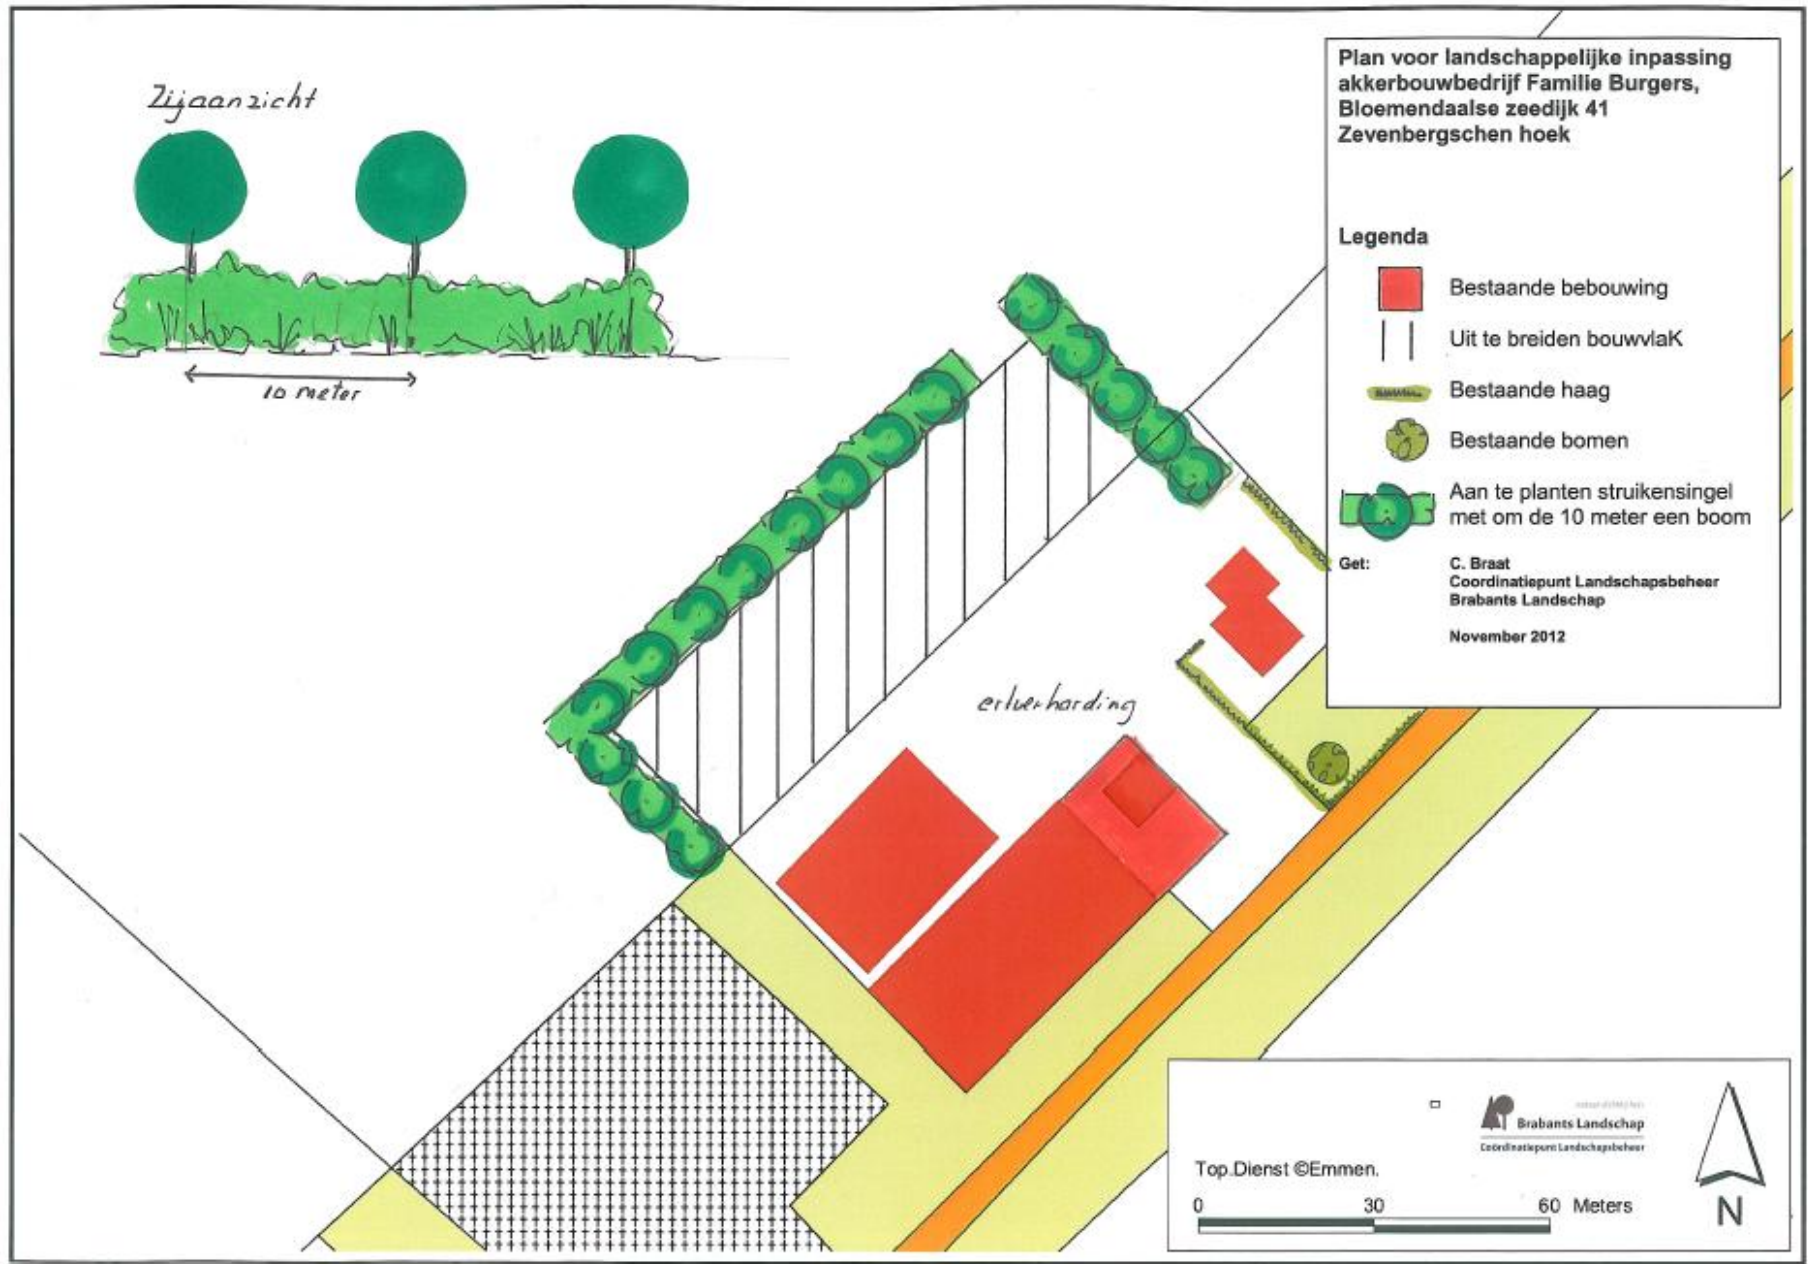 Zijaanzicht
10 meter
Plan voor landschappelijke inpassing
akkerbouwbedrijf Familie Burgers,
Bloemendaalse zeedijk 41
Zevenbergschen hoek
Legenda
Bestaande bebouwing
Uit te breiden bouwvlaK
Bestaande haag
Bestaande bomen
Aan te planten struikensingel
met om de 10 meter een boom
Get: C. Braat
Coordinatiepunt Landschapsbeheer
Brabants Landschap
November 2012
erfverharding
Brabants Landschap
Coördinatiepunt Landschapsbeheer
Top.Dienst ©Emmen.
0 30 60 Meters
N